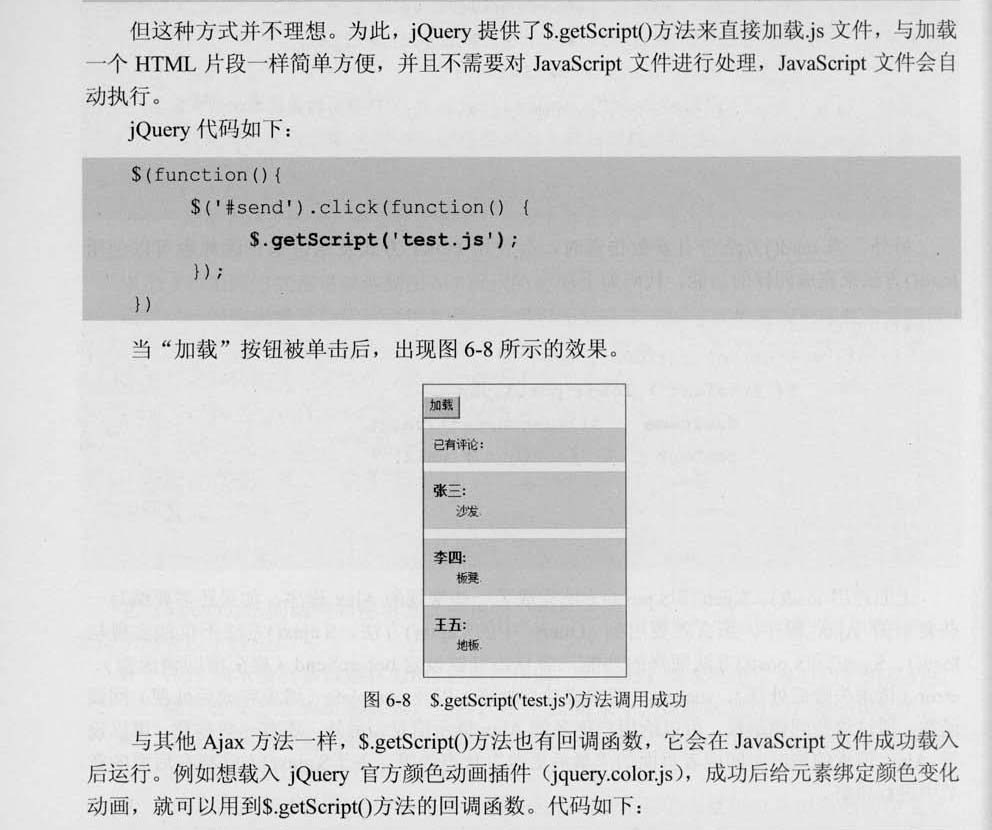 但这种方式并不理想。为此，jQuery 提供了$.getScript()方法来直接加载.js 文件，与加载
一个 HTML 片段一样简单方便，并且不需要对 JavaScript 文件进行处理，JavaScript 文件会自
动执行。
jQuery 代码如下：
$(function(){
$('#send').click(function() {
$.getScript('test.js');
});
})
当“加载”按钮被单击后，出现图 6-8 所示的效果。
加载
已有评论：
张三:
沙发.
李四:
板凳.
王五:
地板.
图 6-8 $.getScript('test.js')方法调用成功
与其他 Ajax 方法一样，$.getScript()方法也有回调函数，它会在 JavaScript 文件成功载入
后运行。例如想载入 jQuery 官方颜色动画插件（jquery.color.js），成功后给元素绑定颜色变化
动画，就可以用到$.getScript()方法的回调函数。代码如下：